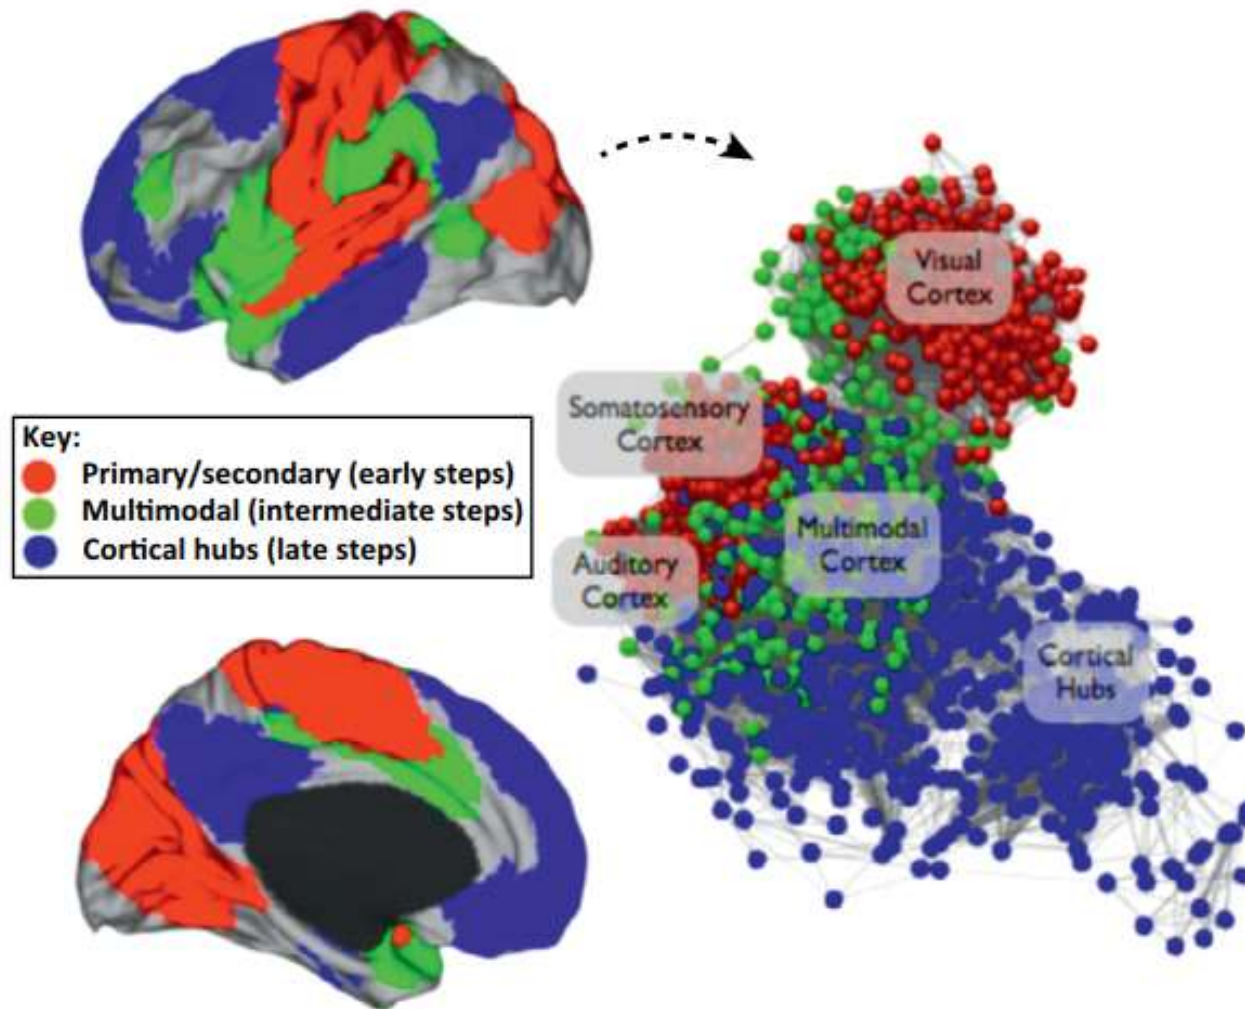 Visual
Cortex
Somatosensory
Cortex
Key:
Primary/secondary (early steps)
Multimodal (intermediate steps)
Cortical hubs (late steps)
Multimodal
Cortex
Auditory
Cortex
Cortical
Hubs